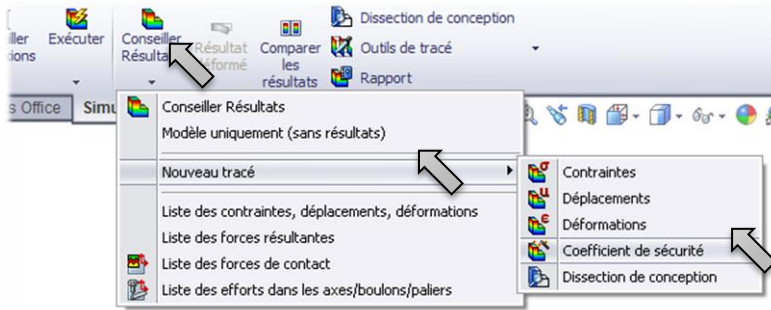 Exécuter
Conseiller
Résultat
déformé
Comparer
les
résultats
Dissection de conception
Outils de tracé
Rapport
s Office
Simu
Conseiller Résultats
Modèle uniquement (sans résultats)
Nouveau tracé
Liste des contraintes, déplacements, déformations
Liste des forces résultantes
Liste des forces de contact
Liste des efforts dans les axes/boulons/paliers
Contraintes
Déplacements
Déformations
Coefficient de sécurité
Dissection de conception